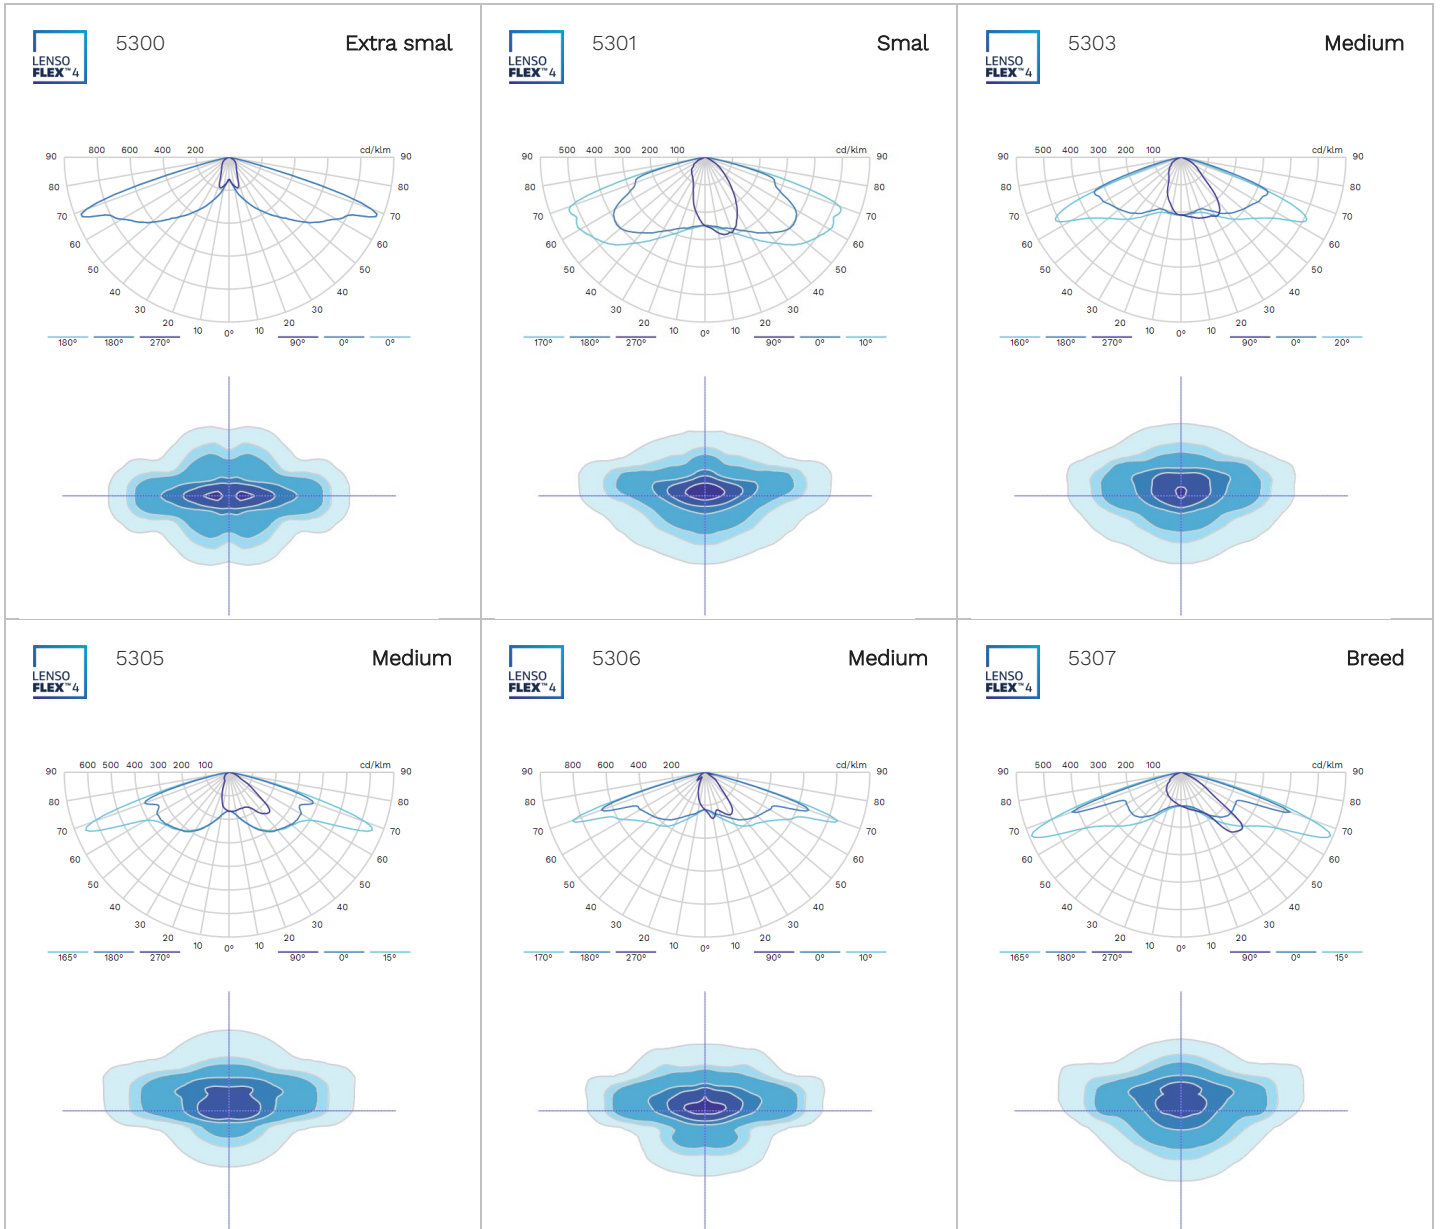 5300 Extra smal
LENSO
FLEX™4
90 800 600 400 200 cd/klm 90
80 80
70 70
60 60
50 50
40 40
30 30
20 10 0° 10 20
180° 180° 270° 90° 0° 0°
5301 Smal
LENSO
FLEX™4
90 500 400 300 200 100 cd/klm 90
80 80
70 70
60 60
50 50
40 40
30 30
20 10 0° 10 20
170° 180° 270° 90° 0° 10°
5303 Medium
LENSO
FLEX™4
90 500 400 300 200 100 cd/klm 90
80 80
70 70
60 60
50 50
40 40
30 30
20 10 0° 10 20
160° 180° 270° 90° 0° 20°
5305 Medium
LENSO
FLEX™4
90 600 500 400 300 200 100 cd/klm 90
80 80
70 70
60 60
50 50
40 40
30 30
20 10 0° 10 20
165° 180° 270° 90° 0° 15°
5306 Medium
LENSO
FLEX™4
90 800 600 400 200 cd/klm 90
80 80
70 70
60 60
50 50
40 40
30 30
20 10 0° 10 20
170° 180° 270° 90° 0° 10°
5307 Breed
LENSO
FLEX™4
90 500 400 300 200 100 cd/klm 90
80 80
70 70
60 60
50 50
40 40
30 30
20 10 0° 10 20
165° 180° 270° 90° 0° 15°